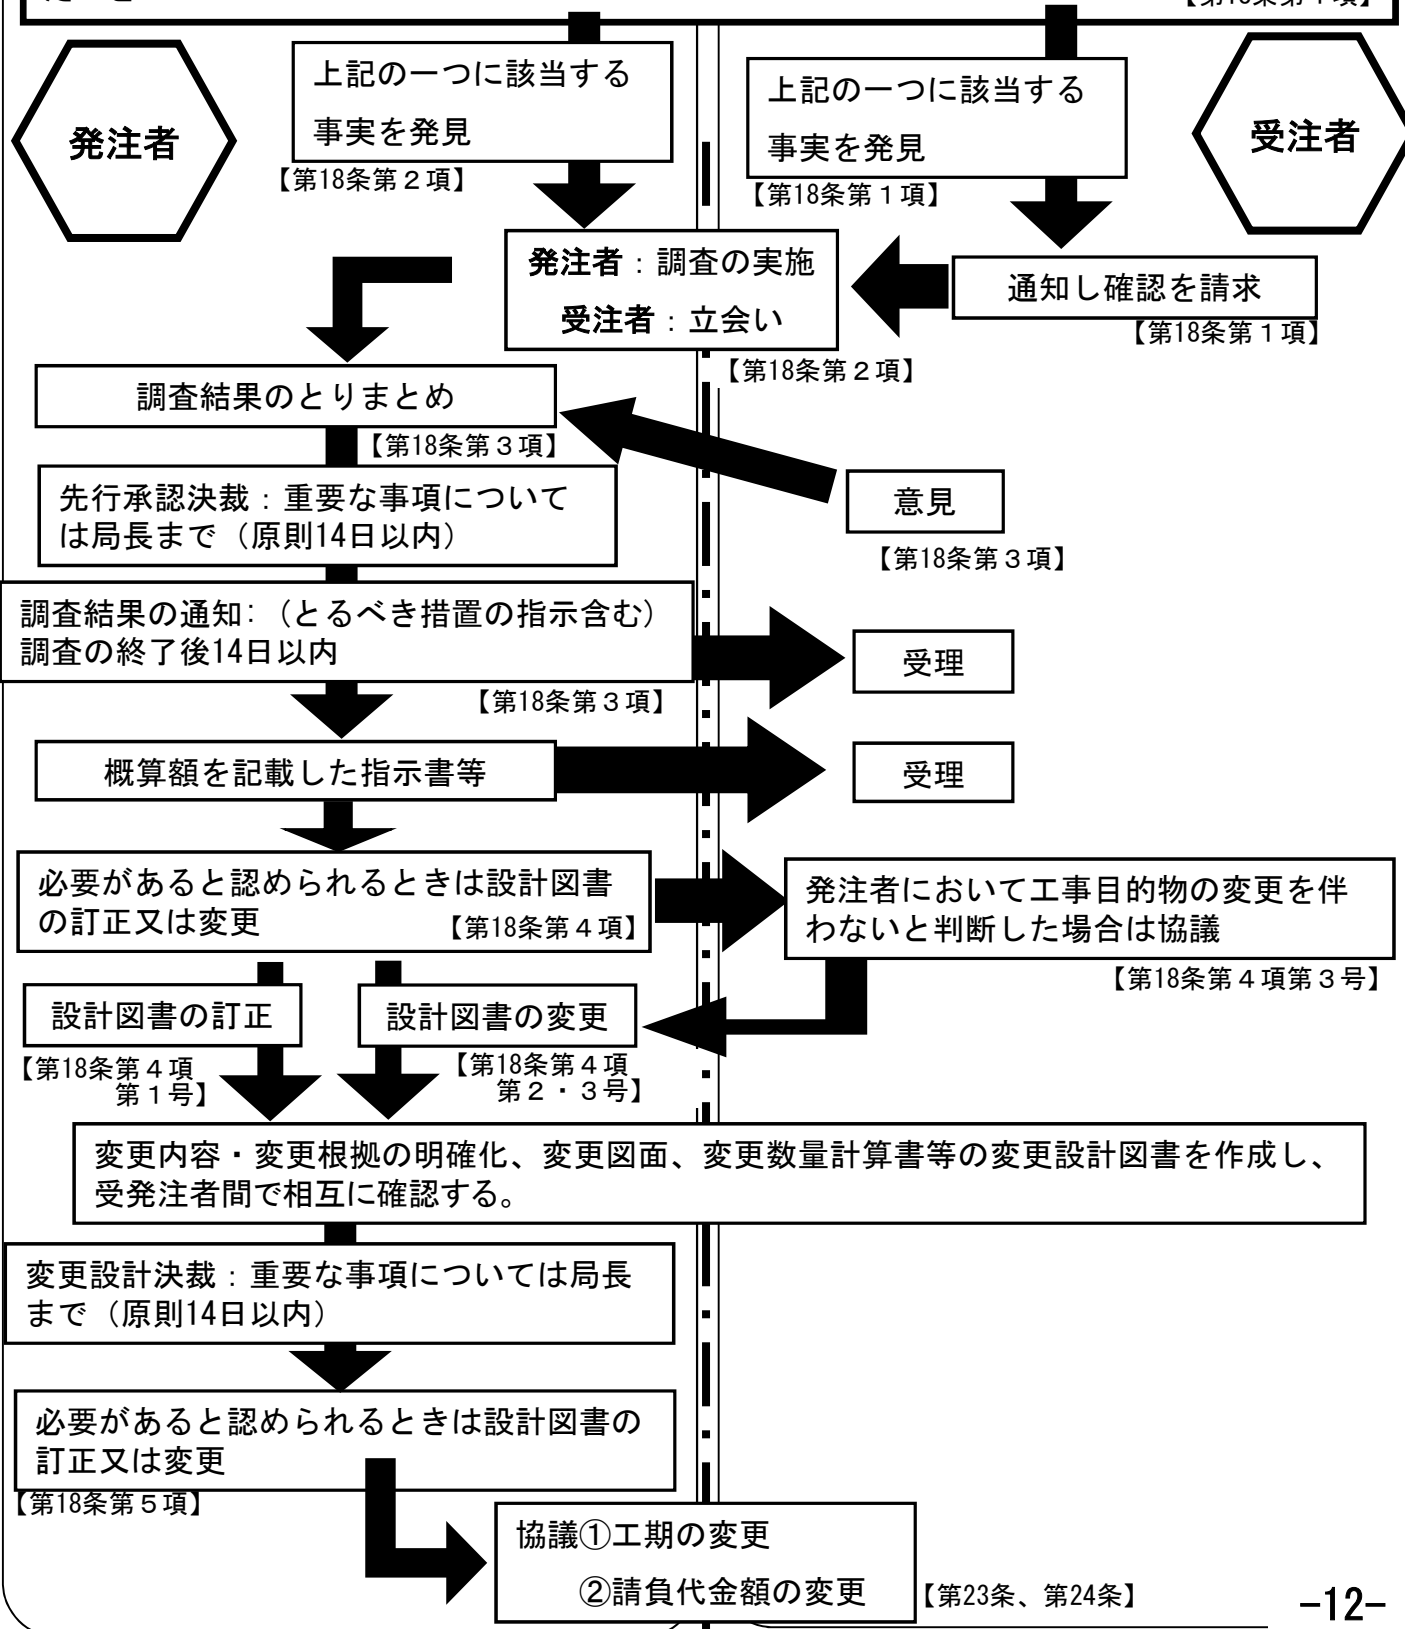 発注者
上記の一つに該当する
事実を発見
【第18条第２項】
上記の一つに該当する
事実を発見
【第18条第１項】
受注者
発注者：調査の実施
受注者：立会い
【第18条第２項】
通知し確認を請求
【第18条第１項】
調査結果のとりまとめ
【第18条第３項】
先行承認決裁：重要な事項について
は局長まで（原則14日以内）
意見
【第18条第３項】
調査結果の通知：（とるべき措置の指示含む）
調査の終了後14日以内
【第18条第３項】
受理
概算額を記載した指示書等
受理
必要があると認められるときは設計図書
の訂正又は変更
【第18条第４項】
発注者において工事目的物の変更を伴
わないと判断した場合は協議
【第18条第４項第３号】
設計図書の訂正
【第18条第４項
第１号】
設計図書の変更
【第18条第４項
第２・３号】
変更内容・変更根拠の明確化、変更図面、変更数量計算書等の変更設計図書を作成し、
受発注者間で相互に確認する。
変更設計決裁：重要な事項については局長
まで（原則14日以内）
必要があると認められるときは設計図書の
訂正又は変更
【第18条第５項】
協議①工期の変更
②請負代金額の変更
【第23条、第24条】
-12-